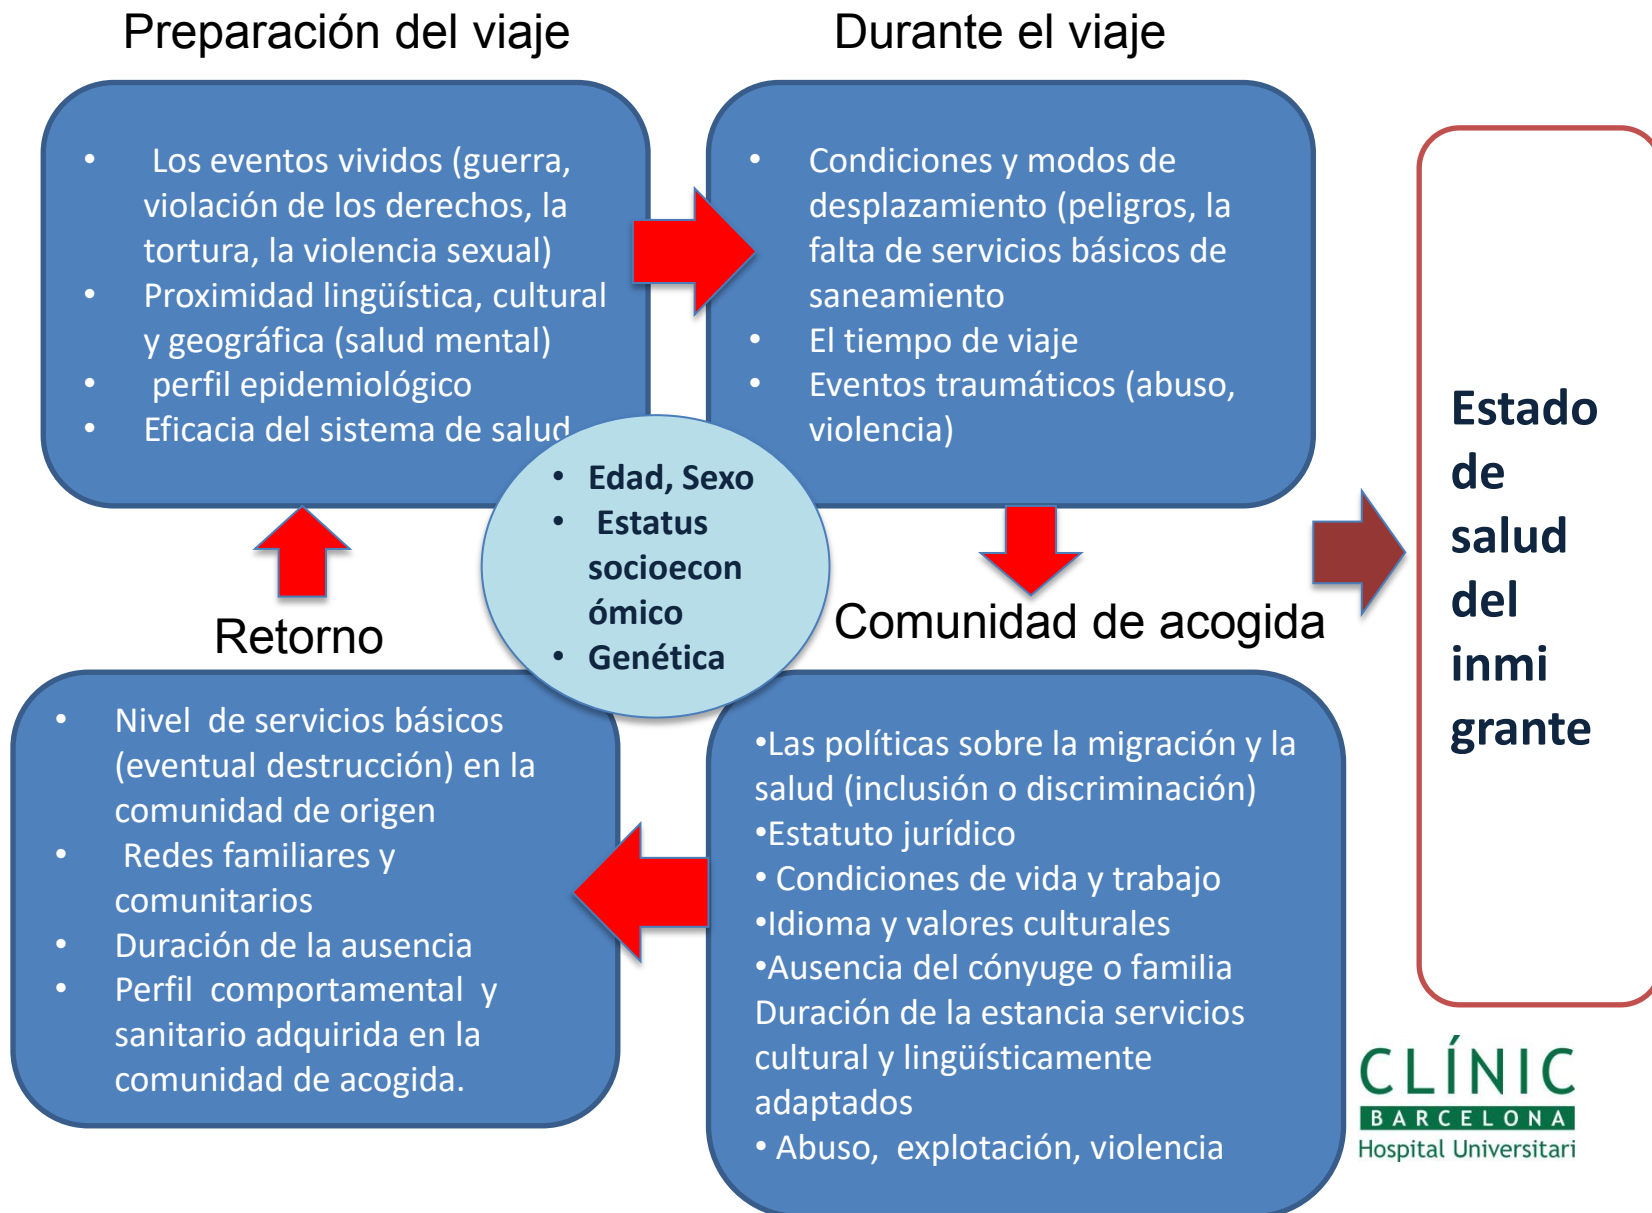 Preparación del viaje
• Los eventos vividos (guerra,
violación de los derechos, la
tortura, la violencia sexual)
• Proximidad lingüística, cultural
y geográfica (salud mental)
• perfil epidemiológico
• Eficacia del sistema de salud
Durante el viaje
• Condiciones y modos de
desplazamiento (peligros, la
falta de servicios básicos de
saneamiento
• El tiempo de viaje
• Eventos traumáticos (abuso,
violencia)
• Edad, Sexo
• Estatus
socioecon
ómico
• Genética
Comunidad de acogida
•Las políticas sobre la migración y la
salud (inclusión o discriminación)
•Estatuto jurídico
• Condiciones de vida y trabajo
•Idioma y valores culturales
•Ausencia del cónyuge o familia
Duración de la estancia servicios
cultural y lingüísticamente
adaptados
• Abuso, explotación, violencia
Retorno
• Nivel de servicios básicos
(eventual destrucción) en la
comunidad de origen
• Redes familiares y
comunitarios
• Duración de la ausencia
• Perfil comportamental y
sanitario adquirida en la
comunidad de acogida.
Estado
de
salud
del
inmi
grante
CLÍNIC
BARCELONA
Hospital Universitari